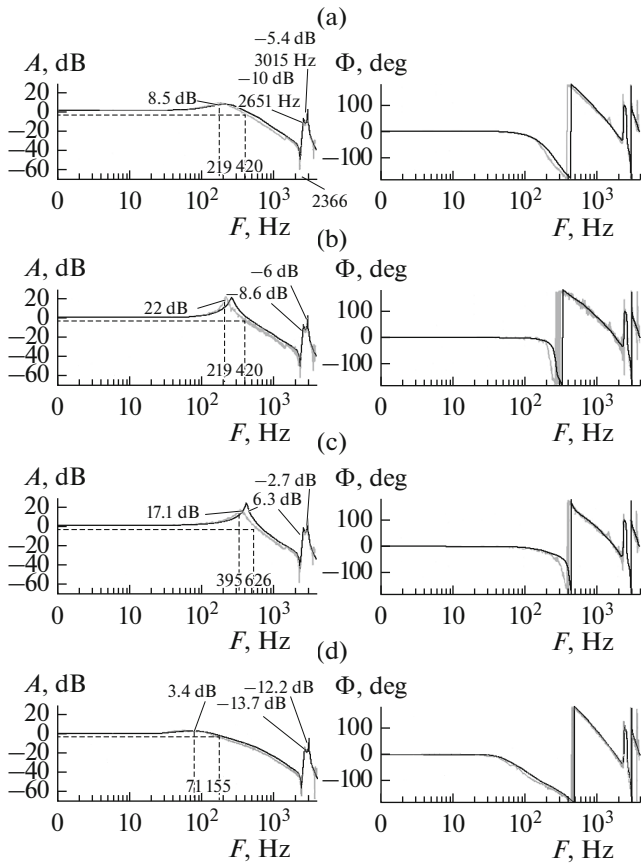 (a)
A, dB
−5.4 dB
3015 Hz
−10 dB
2651 Hz
8.5 dB
20
0
−20
−40
−60
219 420
2366
0 10 10² 10³
F, Hz
Φ, deg
100
0
−100
0 10 10² 10³
F, Hz
(b)
A, dB
−6 dB
−8.6 dB
22 dB
20
0
−20
−40
−60
219 420
0 10 10² 10³
F, Hz
Φ, deg
100
0
−100
0 10 10² 10³
F, Hz
(c)
A, dB
−2.7 dB
6.3 dB
17.1 dB
20
0
−20
−40
−60
395 626
0 10 10² 10³
F, Hz
Φ, deg
100
0
−100
0 10 10² 10³
F, Hz
(d)
A, dB
−12.2 dB
3.4 dB
−13.7 dB
20
0
−20
−40
−60
71 155
0 10 10² 10³
F, Hz
Φ, deg
100
0
−100
0 10 10² 10³
F, Hz